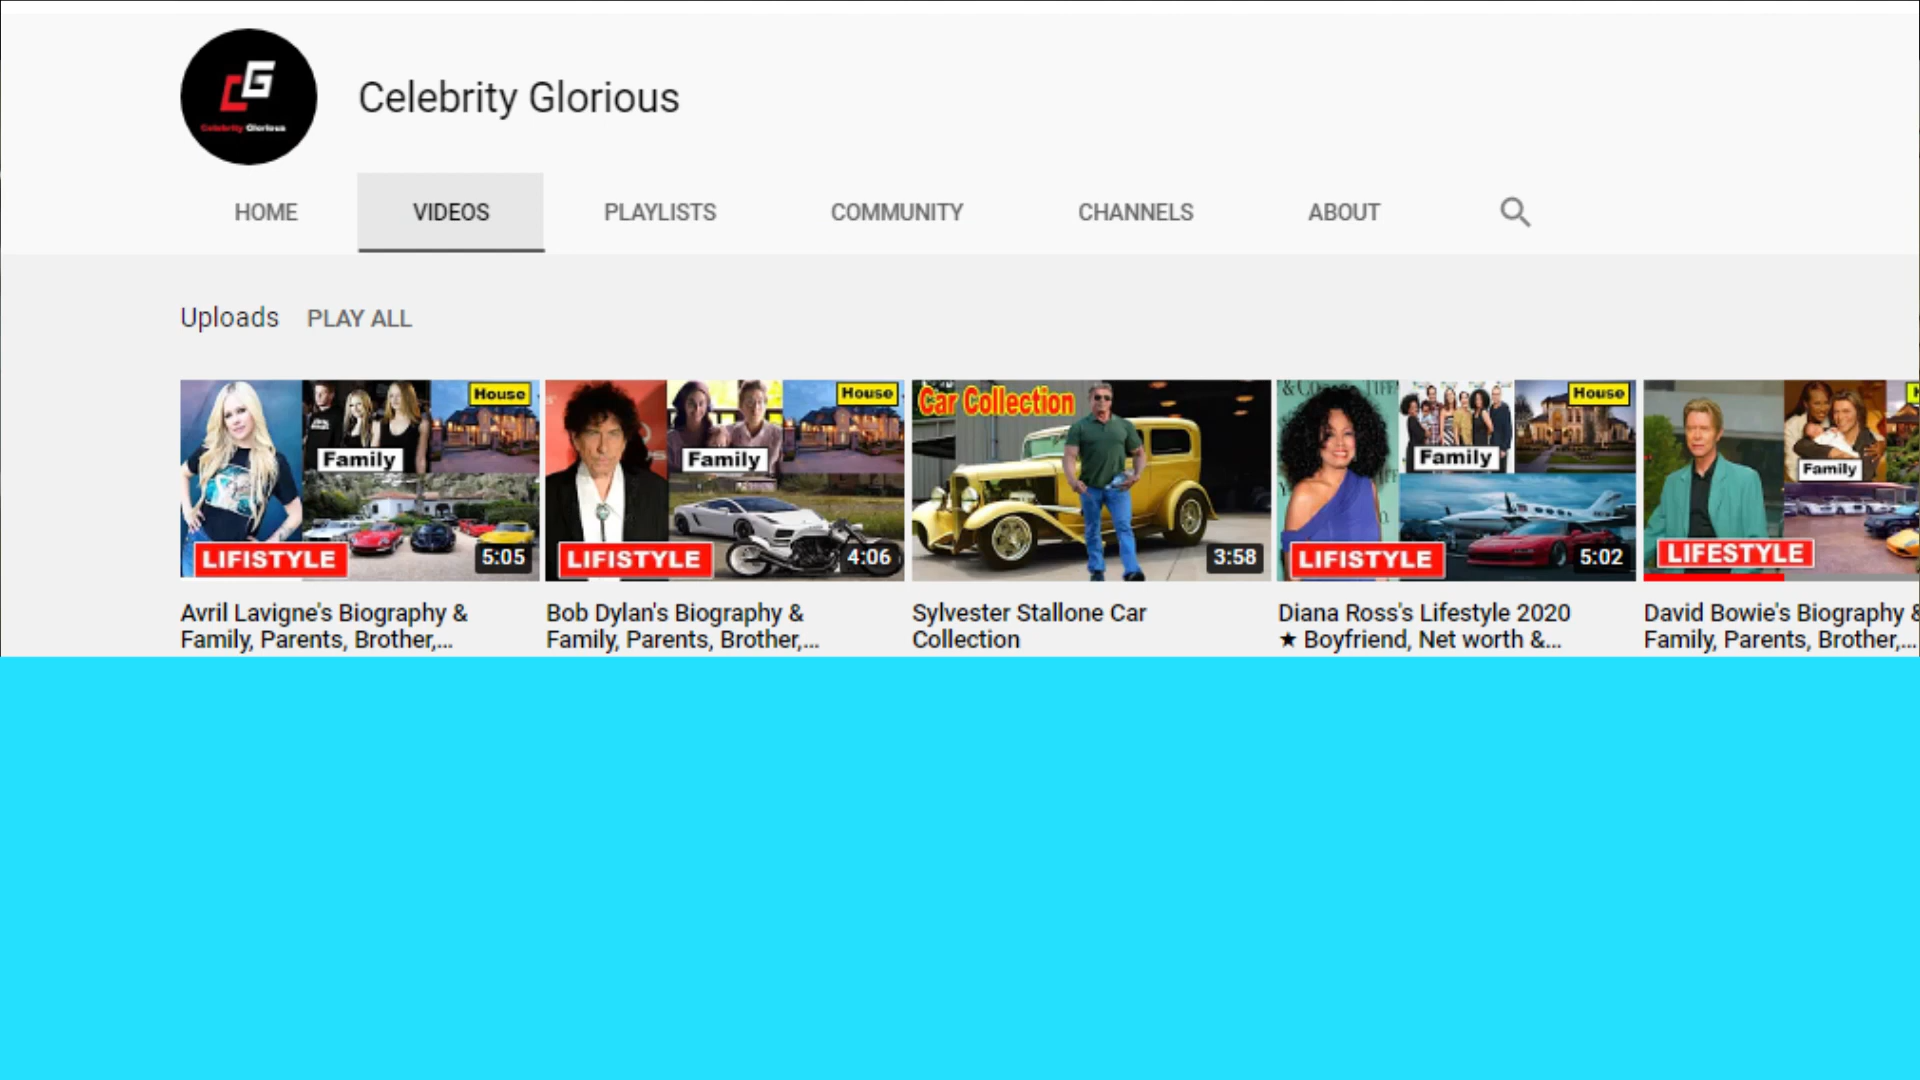 CG
Celebrity Glorious
Celebrity Glorious
HOME VIDEOS PLAYLISTS COMMUNITY CHANNELS ABOUT
Uploads PLAY ALL
House
Family
LIFISTYLE
5:05
House
Family
LIFISTYLE
4:06
Car Collection
3:58
House
Family
LIFISTYLE
5:02
Family
LIFESTYLE
Avril Lavigne's Biography &
Family, Parents, Brother,...
Bob Dylan's Biography &
Family, Parents, Brother,...
Sylvester Stallone Car
Collection
Diana Ross's Lifestyle 2020
★ Boyfriend, Net worth &...
David Bowie's Biography &
Family, Parents, Brother,...